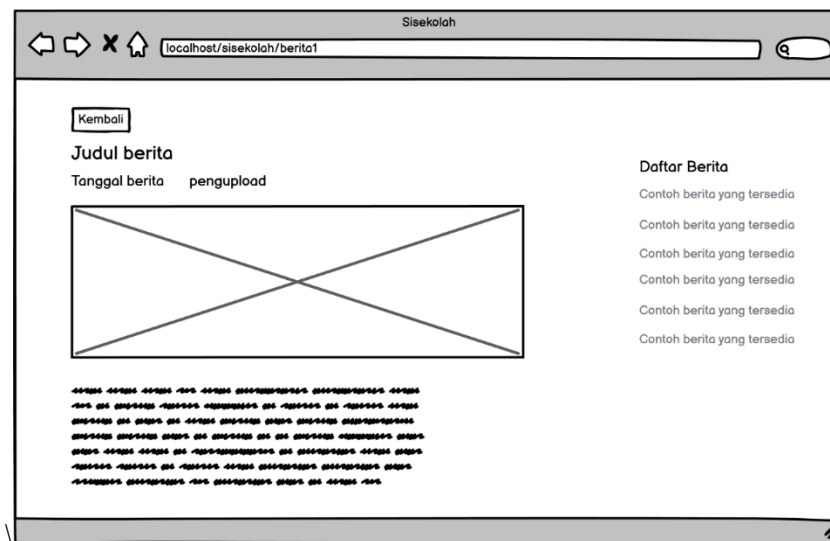 Sisekolah
localhost/sisekolah/berita1
Kembali
Judul berita
Tanggal berita pengupload
Daftar Berita
Contoh berita yang tersedia
Contoh berita yang tersedia
Contoh berita yang tersedia
Contoh berita yang tersedia
Contoh berita yang tersedia
Contoh berita yang tersedia
\